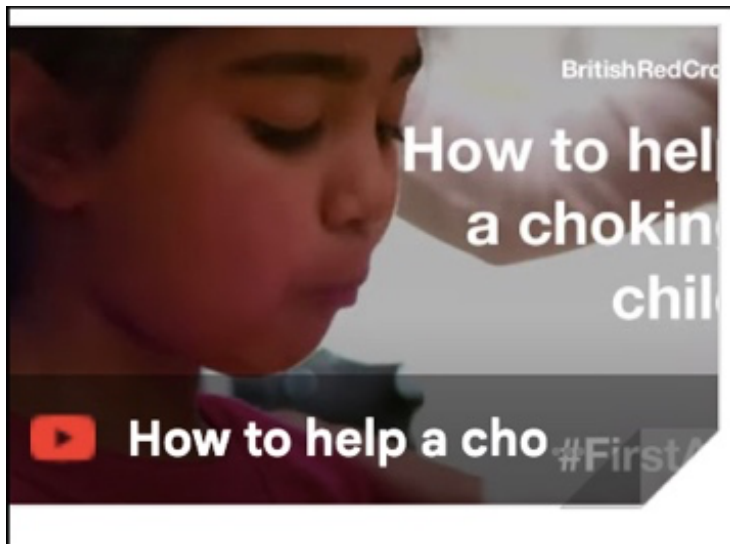 BritishRedCro
How to hel
a chokin
chil
How to help a cho
#FirstA